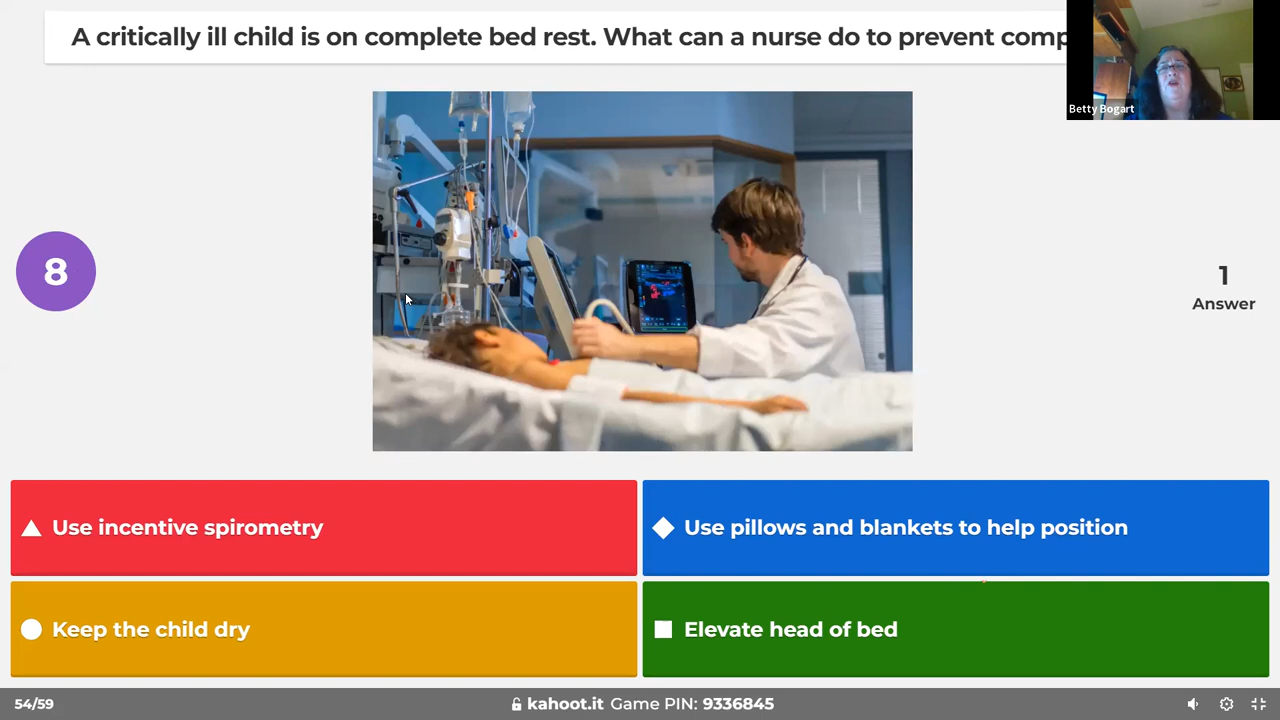 A critically ill child is on complete bed rest. What can a nurse do to prevent
Betty Bogart
8
1
Answer
Use incentive spirometry
Use pillows and blankets to help position
Keep the child dry
Elevate head of bed
54/59
kahoot.it Game PIN: 9336845